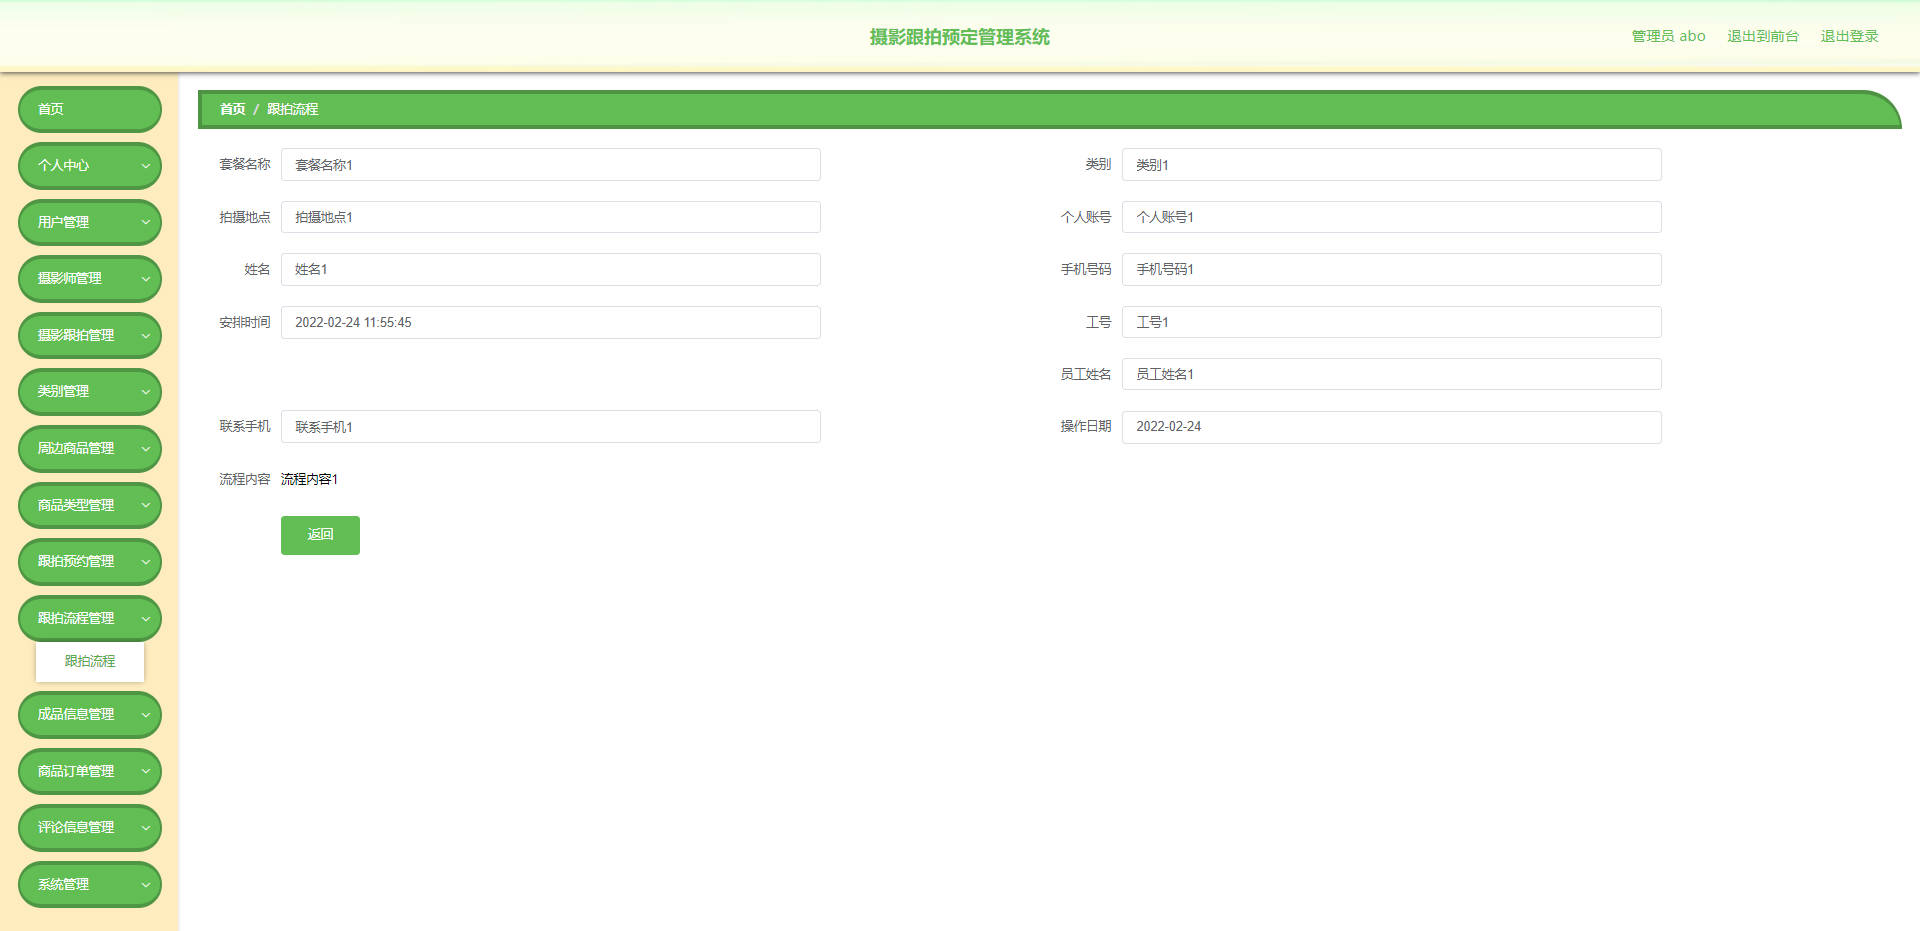 摄影跟拍预定管理系统
管理员 abo 退出到前台 退出登录
首页
个人中心
用户管理
摄影师管理
摄影跟拍管理
类别管理
周边商品管理
商品类型管理
跟拍预约管理
跟拍流程管理
跟拍流程
成品信息管理
商品订单管理
评论信息管理
系统管理
首页 / 跟拍流程
套餐名称 套餐名称1 类别 类别1
拍摄地点 拍摄地点1 个人账号 个人账号1
姓名 姓名1 手机号码 手机号码1
安排时间 2022-02-24 11:55:45 工号 工号1
员工姓名 员工姓名1
联系手机 联系手机1 操作日期 2022-02-24
流程内容 流程内容1
返回